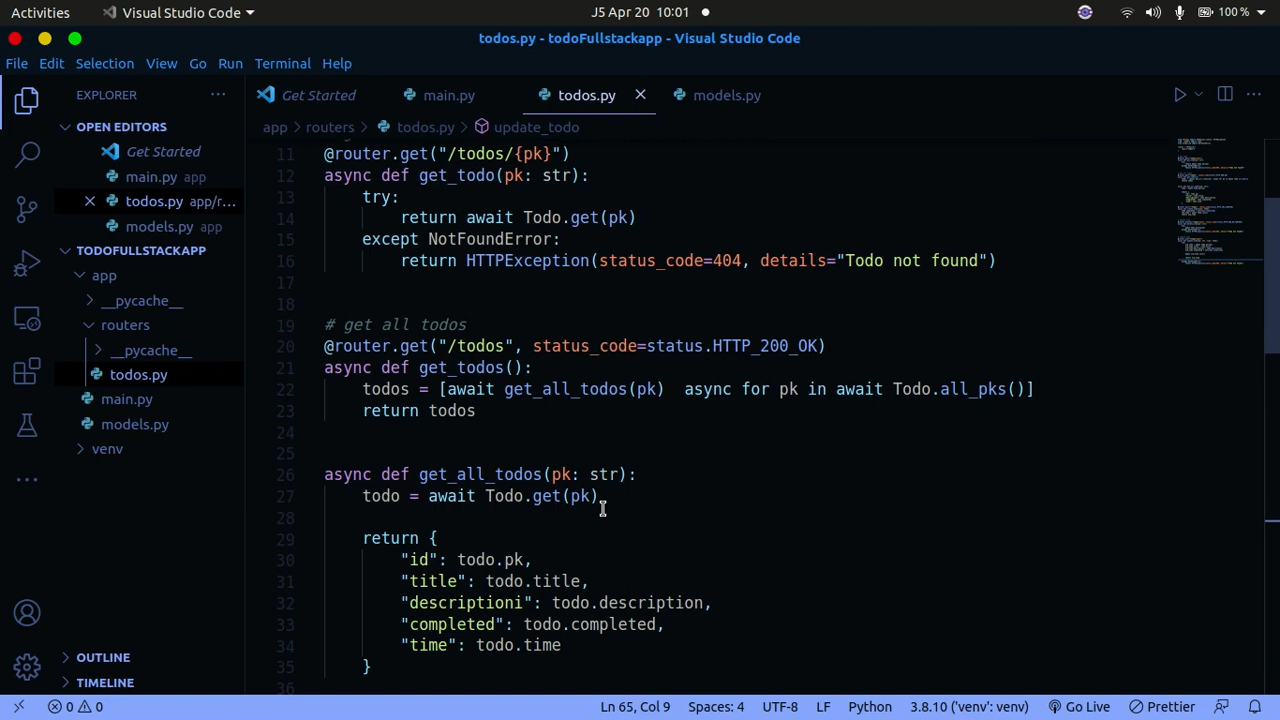 Activities
Visual Studio Code
J5 Apr 20 10:01
100 %
todos.py - todoFullstackapp - Visual Studio Code
File Edit Selection View Go Run Terminal Help
EXPLORER
Get Started
main.py
todos.py
models.py
app > routers > todos.py > update_todo
OPEN EDITORS
Get Started
main.py app
todos.py app/r...
models.py app
TODOFULLSTACKAPP
app
__pycache__
routers
__pycache__
todos.py
main.py
models.py
venv
OUTLINE
TIMELINE
11 @router.get("/todos/{pk}")
12 async def get_todo(pk: str):
13 try:
14 return await Todo.get(pk)
15 except NotFoundError:
16 return HTTPException(status_code=404, details="Todo not found")
17
18
19 # get all todos
20 @router.get("/todos", status_code=status.HTTP_200_OK)
21 async def get_todos():
22 todos = [await get_all_todos(pk)  async for pk in await Todo.all_pks()]
23 return todos
24
25
26 async def get_all_todos(pk: str):
27 todo = await Todo.get(pk)
28
29 return {
30 "id": todo.pk,
31 "title": todo.title,
32 "descriptioni": todo.description,
33 "completed": todo.completed,
34 "time": todo.time
35 }
36
0 0
Ln 65, Col 9 Spaces: 4 UTF-8 LF Python 3.8.10 ('venv': venv) Go Live Prettier